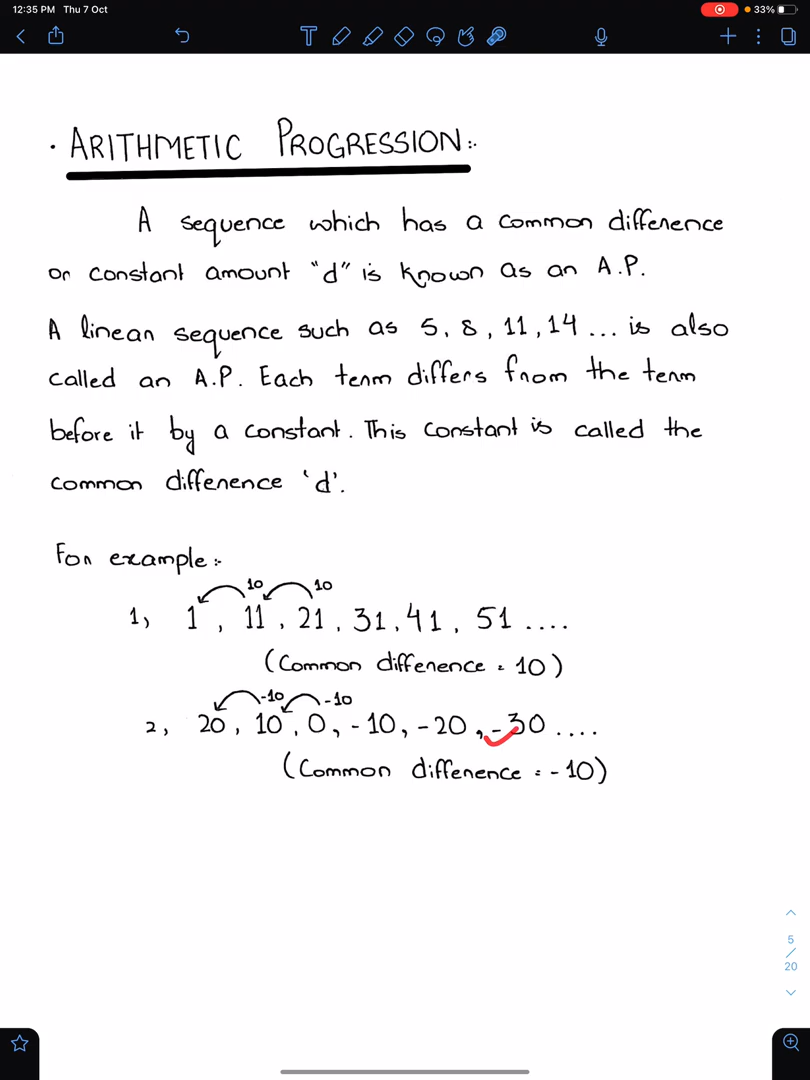 12:35 PM Thu 7 Oct
33%
· ARITHMETIC PROGRESSION:-
A sequence which has a common difference
or constant amount "d" is known as an A.P.
A linear sequence such as 5, 8, 11, 14 ... is also
called an A.P. Each term differs from the term
before it by a constant. This constant is called the
common difference 'd'.
For example:-
10 10
1, 1, 11, 21, 31, 41, 51 ....
(Common difference = 10)
-10 -10
2, 20, 10, 0, -10, -20, -30 ....
(Common difference = -10)
5
/
20